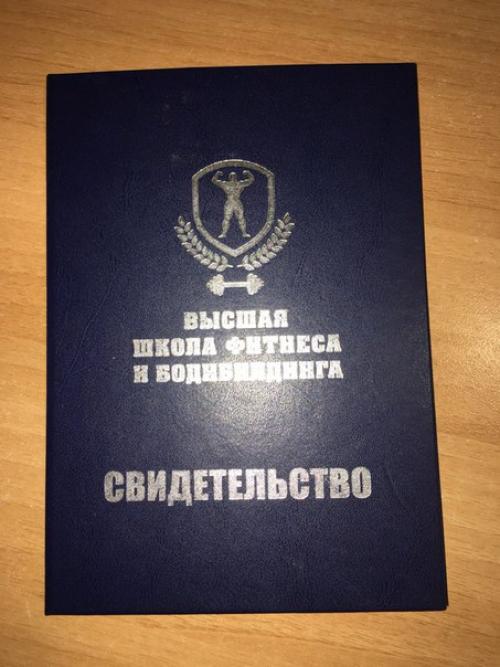 ВЫСШАЯ
ШКОЛА ФИТНЕСА
И БОДИБИЛДИНГА
СВИДЕТЕЛЬСТВО